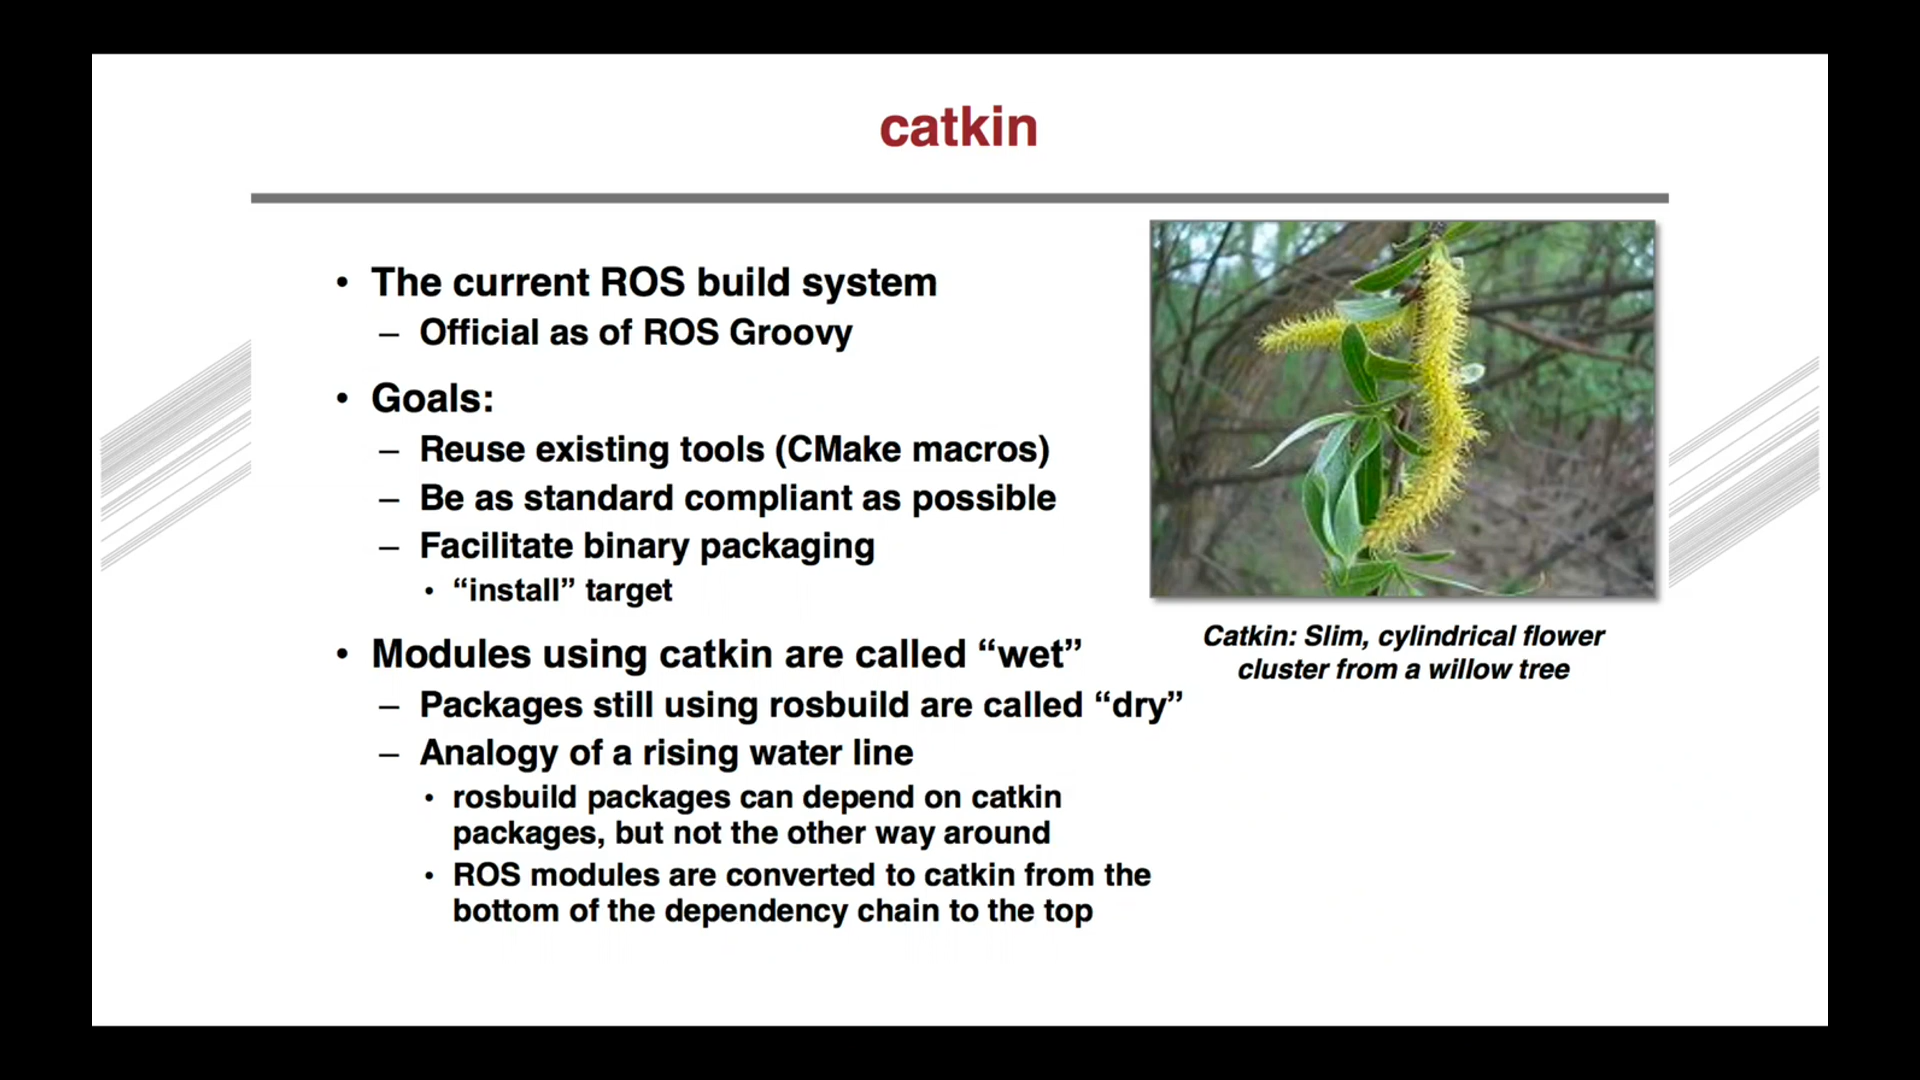 catkin
• The current ROS build system
– Official as of ROS Groovy
• Goals:
– Reuse existing tools (CMake macros)
– Be as standard compliant as possible
– Facilitate binary packaging
• “install” target
• Modules using catkin are called “wet”
– Packages still using rosbuild are called “dry”
– Analogy of a rising water line
• rosbuild packages can depend on catkin
packages, but not the other way around
• ROS modules are converted to catkin from the
bottom of the dependency chain to the top
Catkin: Slim, cylindrical flower
cluster from a willow tree